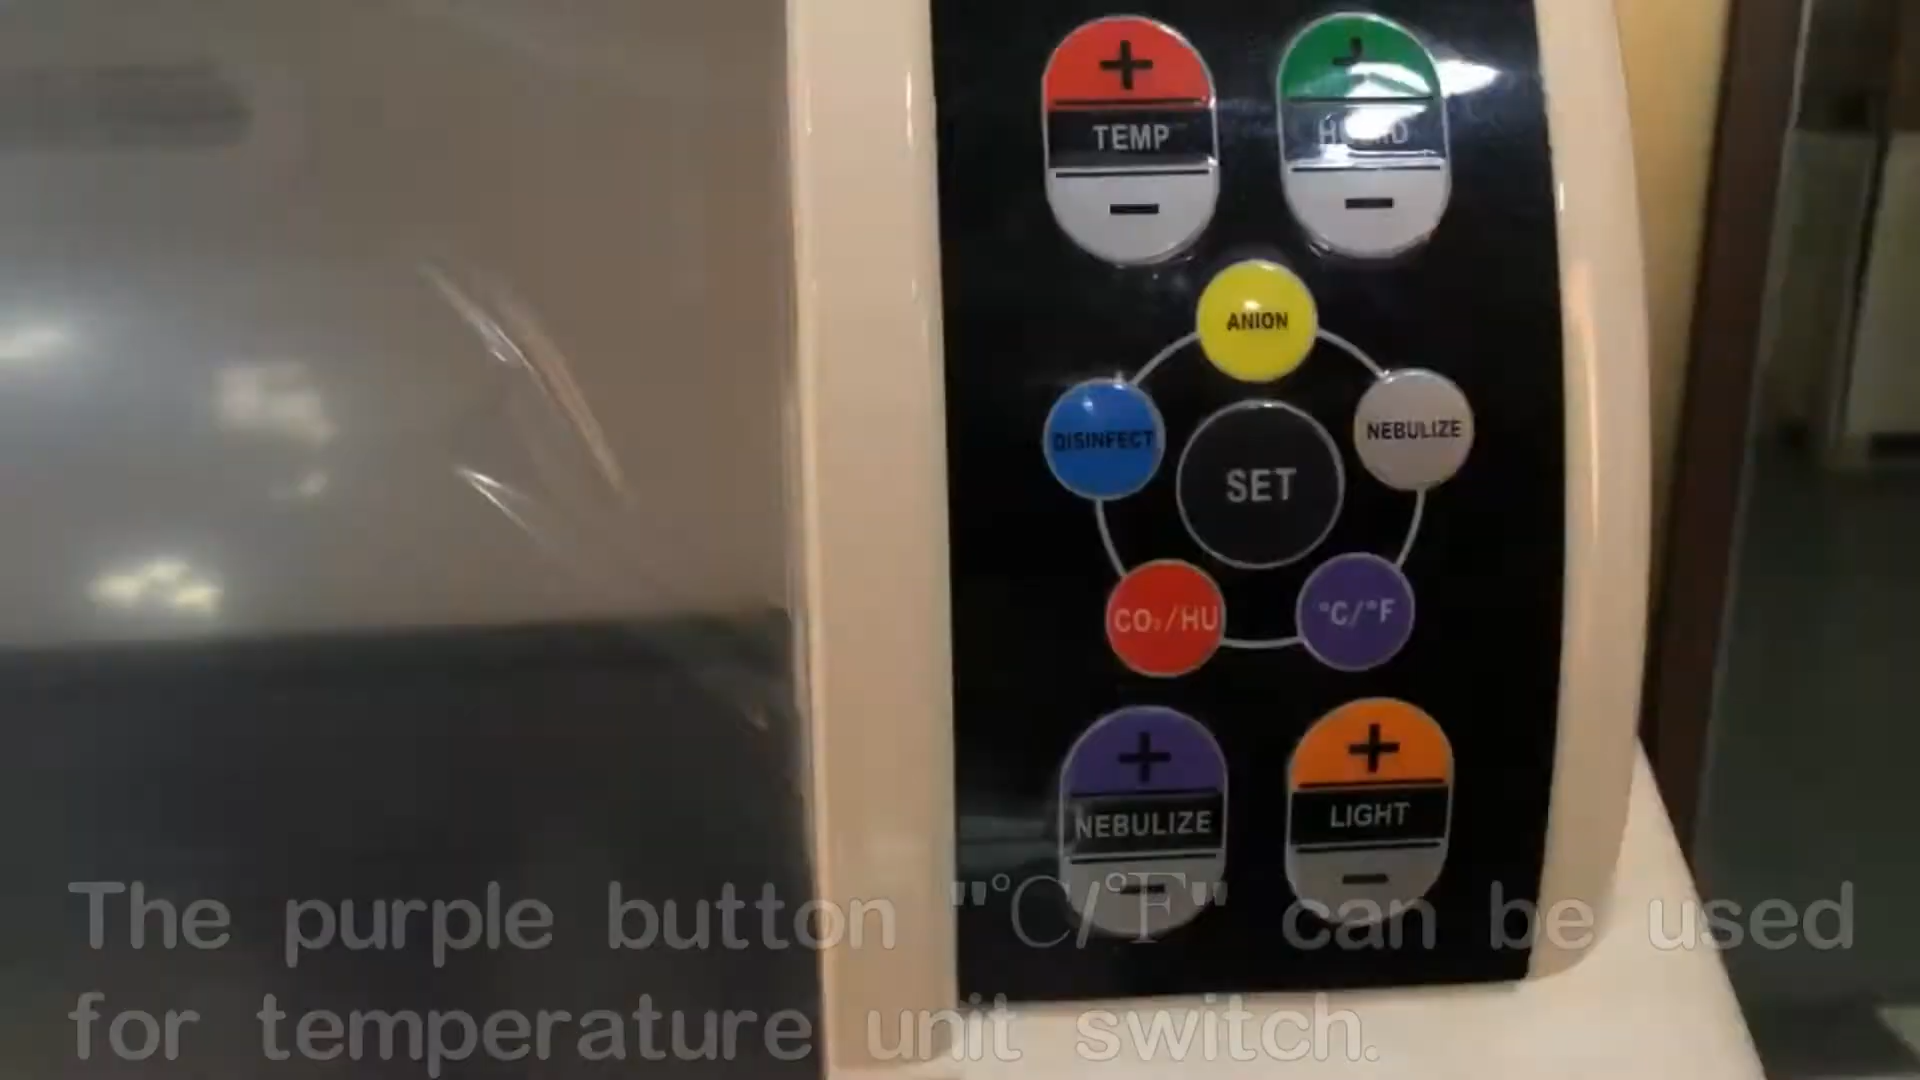 + 
TEMP
-
-
ANION
DISINFECT
NEBULIZE
SET
CO₂/HU
°C/°F
+ +
NEBULIZE
LIGHT
- -
The purple button "℃/℉" can be used
for temperature unit switch.